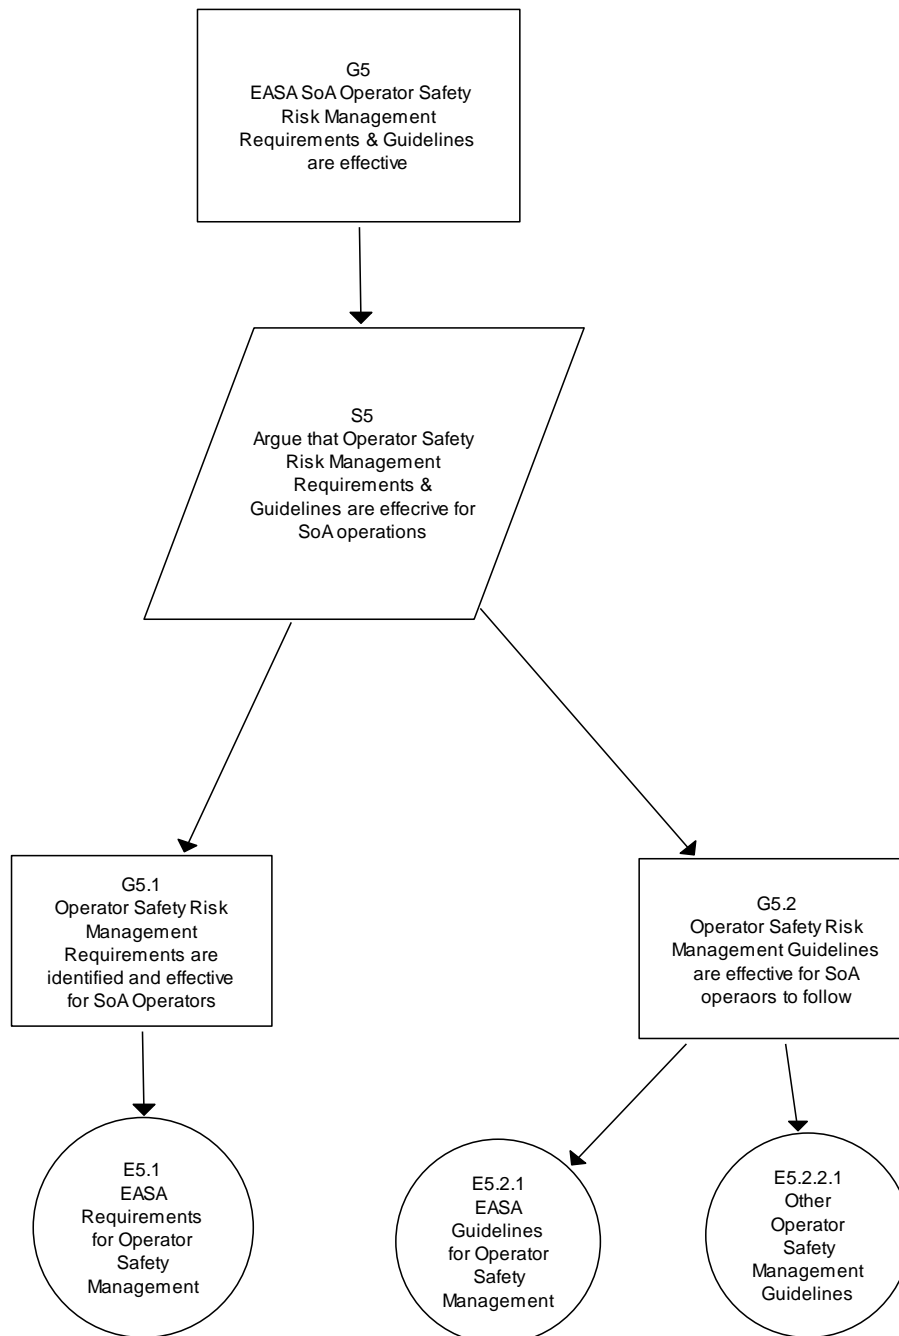 G5
EASA SoA Operator Safety
Risk Management
Requirements & Guidelines
are effective
S5
Argue that Operator Safety
Risk Management
Requirements &
Guidelines are effecrive for
SoA operations
G5.1
Operator Safety Risk
Management
Requirements are
identified and effective
for SoA Operators
G5.2
Operator Safety Risk
Management Guidelines
are effective for SoA
operaors to follow
E5.1
EASA
Requirements
for Operator
Safety
Management
E5.2.1
EASA
Guidelines
for Operator
Safety
Management
E5.2.2.1
Other
Operator
Safety
Management
Guidelines